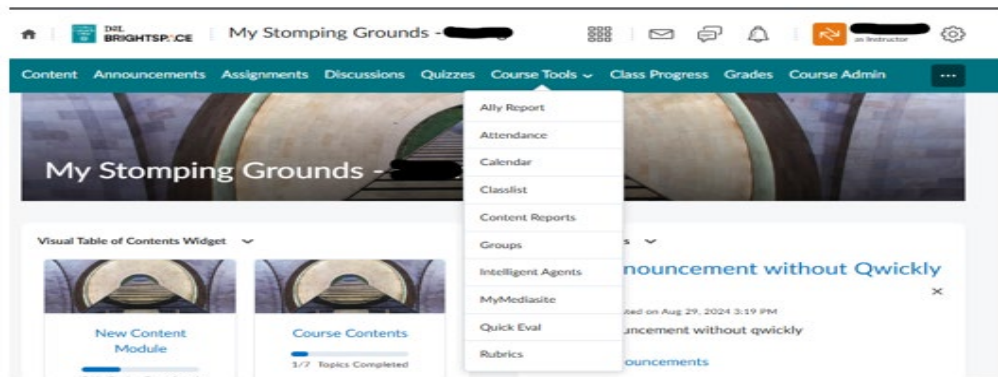 D2L
BRIGHTSPACE
My Stomping Grounds -
as Instructor
Content Announcements Assignments Discussions Quizzes Course Tools Class Progress Grades Course Admin
My Stomping Grounds -
Ally Report
Attendance
Calendar
Classlist
Content Reports
Groups
Intelligent Agents
MyMediasite
Quick Eval
Rubrics
Visual Table of Contents Widget
New Content
Module
Course Contents
1/7 Topics Completed
s
nouncement without Qwickly
ted on Aug 29, 2024 3:19 PM
uncement without qwickly
ouncements